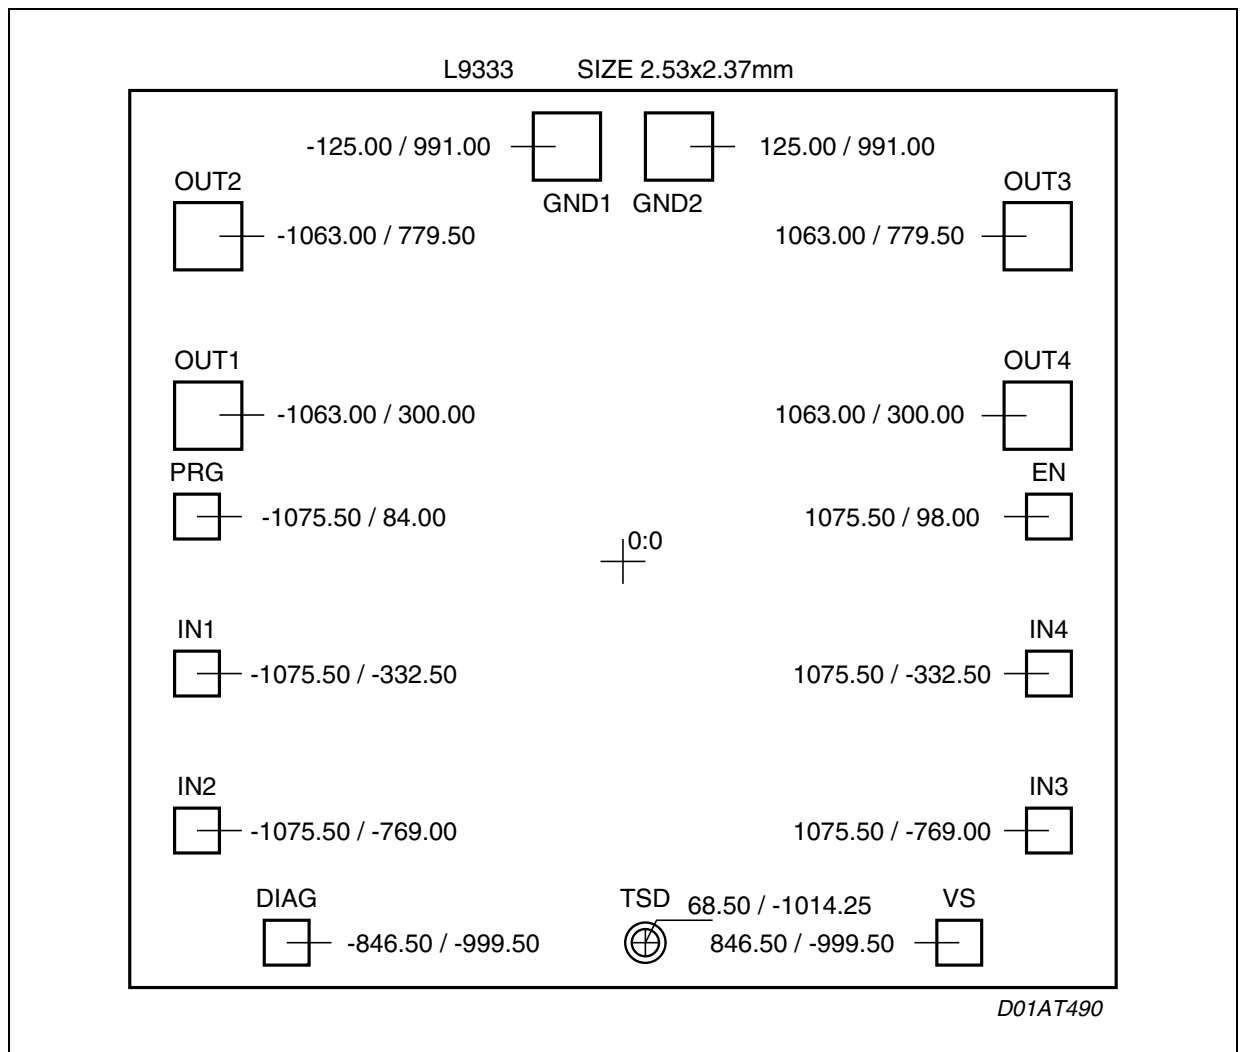 L9333 SIZE 2.53x2.37mm
-125.00 / 991.00 125.00 / 991.00
OUT2 OUT3
GND1 GND2
-1063.00 / 779.50 1063.00 / 779.50
OUT1 OUT4
-1063.00 / 300.00 1063.00 / 300.00
PRG EN
-1075.50 / 84.00 1075.50 / 98.00
0:0
IN1 IN4
-1075.50 / -332.50 1075.50 / -332.50
IN2 IN3
-1075.50 / -769.00 1075.50 / -769.00
DIAG TSD 68.50 / -1014.25 VS
-846.50 / -999.50 846.50 / -999.50
D01AT490